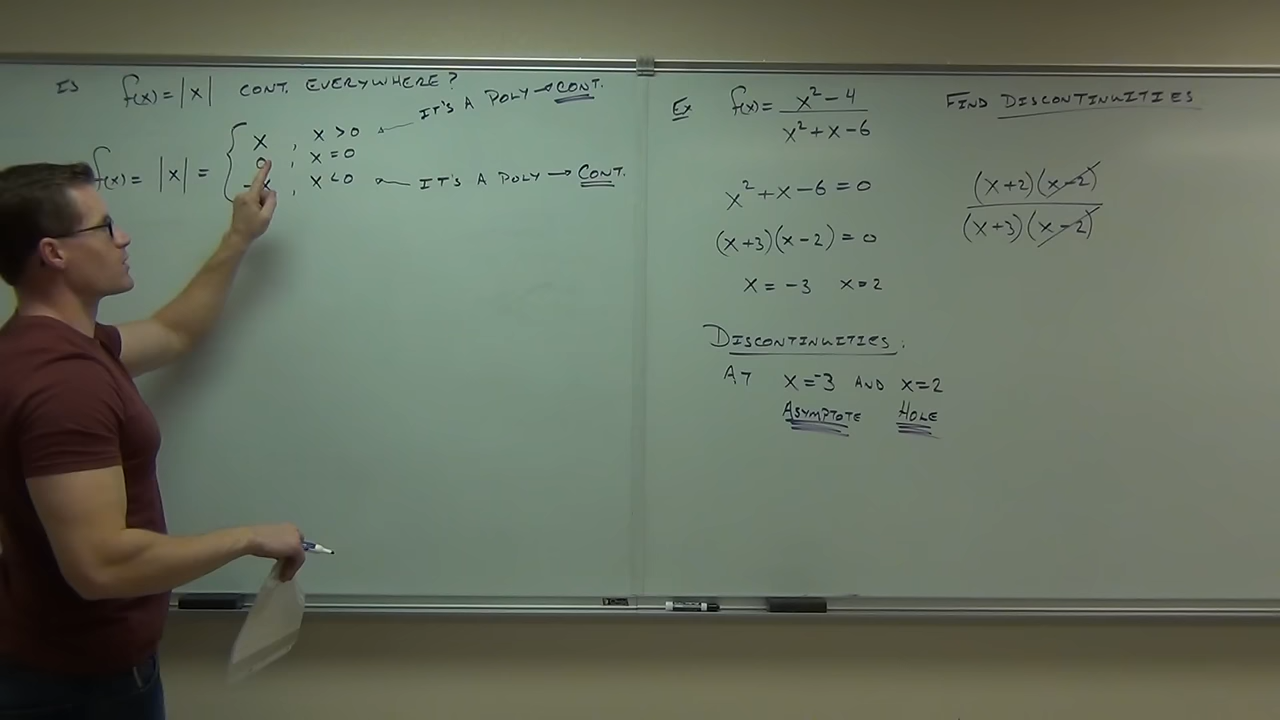 Is f(x) = |x| CONT. EVERYWHERE?
IT'S A POLY → CONT.
f(x) = |x| = { x , x > 0
0 , x = 0
-x , x < 0
IT'S A POLY → CONT.
Ex f(x) = x² - 4 / x² + x - 6
FIND DISCONTINUITIES
x² + x - 6 = 0
(x+3)(x-2) = 0
x = -3 x = 2
(x+2)(x-2)
(x+3)(x-2)
DISCONTINUITIES:
AT x = -3 AND x = 2
ASYMPTOTE HOLE